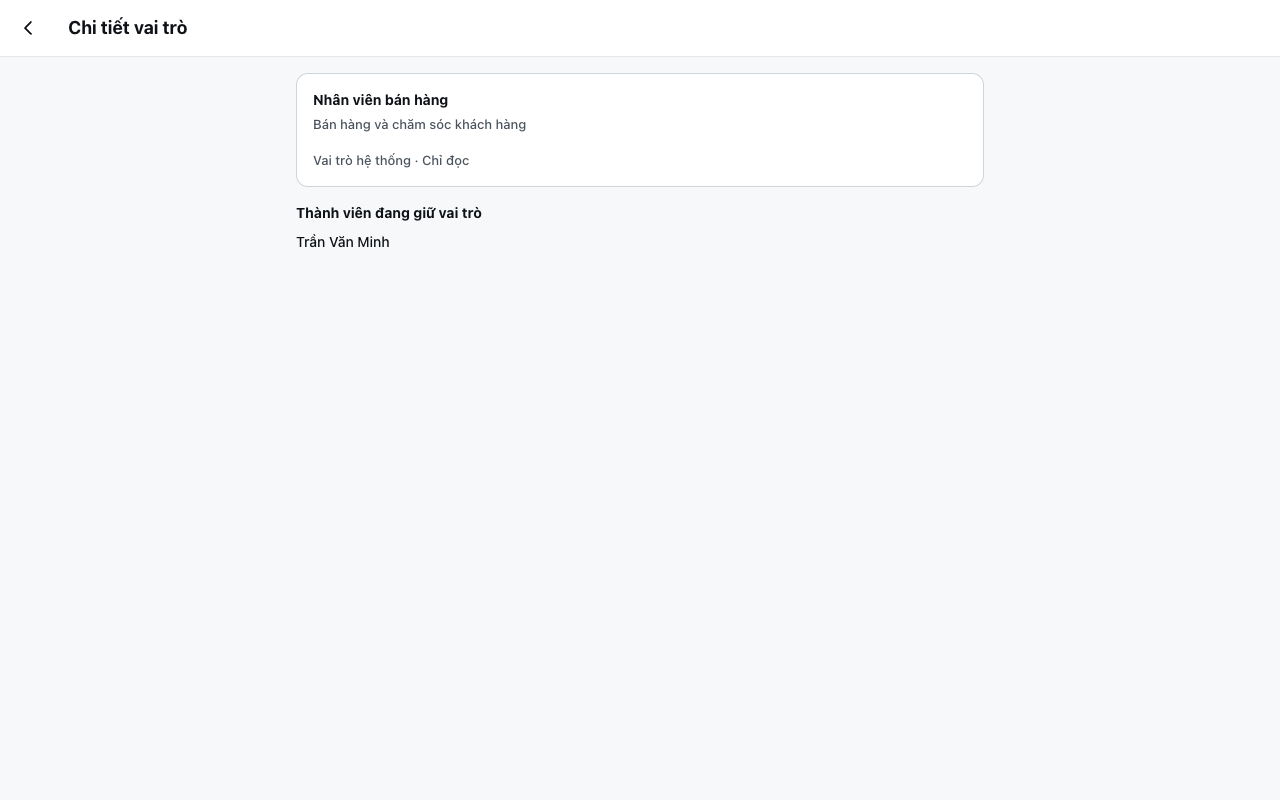 Chi tiết vai trò
Nhân viên bán hàng
Bán hàng và chăm sóc khách hàng
Vai trò hệ thống · Chỉ đọc
Thành viên đang giữ vai trò
Trần Văn Minh